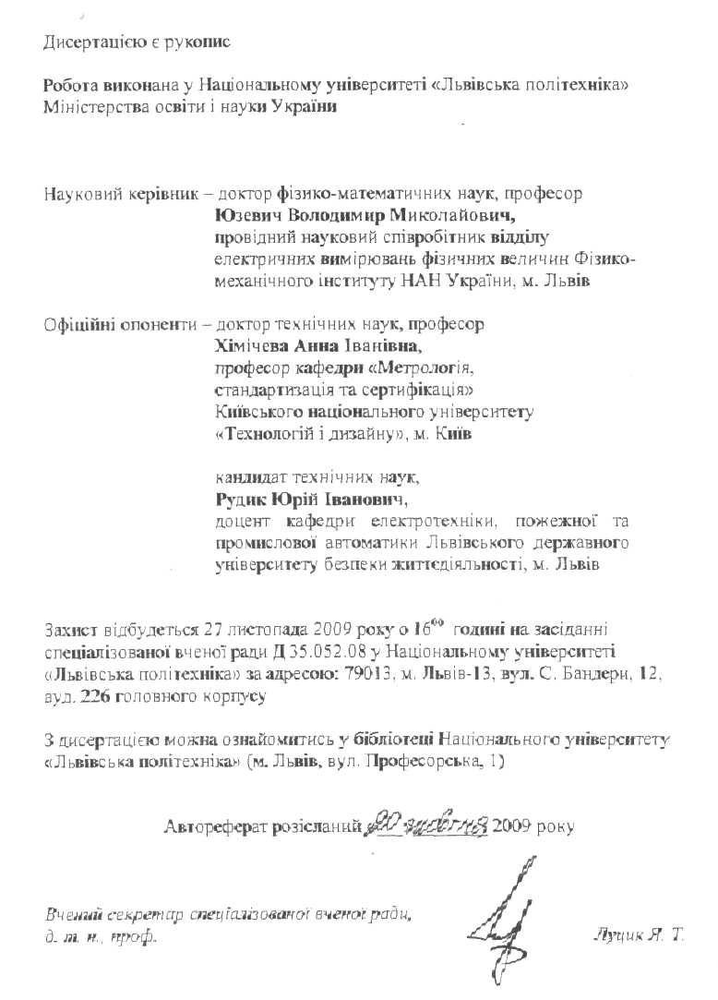 Дисертацією є рукопис
Робота виконана у Національному університеті «Львівська політехніка»
Міністерства освіти і науки України
Науковий керівник – доктор фізико-математичних наук, професор
Юзевич Володимир Миколайович,
провідний науковий співробітник відділу
електричних вимірювань фізичних величин Фізико-
механічного інституту НАН України, м. Львів
Офіційні опоненти – доктор технічних наук, професор
Хімічева Анна Іванівна,
професор кафедри «Метрологія,
стандартизація та сертифікація»
Київського національного університету
«Технологій і дизайну», м. Київ
кандидат технічних наук,
Рудик Юрій Іванович,
доцент кафедри електротехніки, пожежної та
промислової автоматики Львівського державного
університету безпеки життєдіяльності, м. Львів
Захист відбудеться 27 листопада 2009 року о 16⁰⁰ годині на засіданні
спеціалізованої вченої ради Д 35.052.08 у Національному університеті
«Львівська політехніка» за адресою: 79013, м. Львів-13, вул. С. Бандери, 12,
ауд. 226 головного корпусу
З дисертацією можна ознайомитись у бібліотеці Національного університету
«Львівська політехніка» (м. Львів, вул. Професорська, 1)
Автореферат розісланий 20 жовтня 2009 року
Вчений секретар спеціалізованої вченої ради,
д. т. н., проф. Луцик Я. Т.